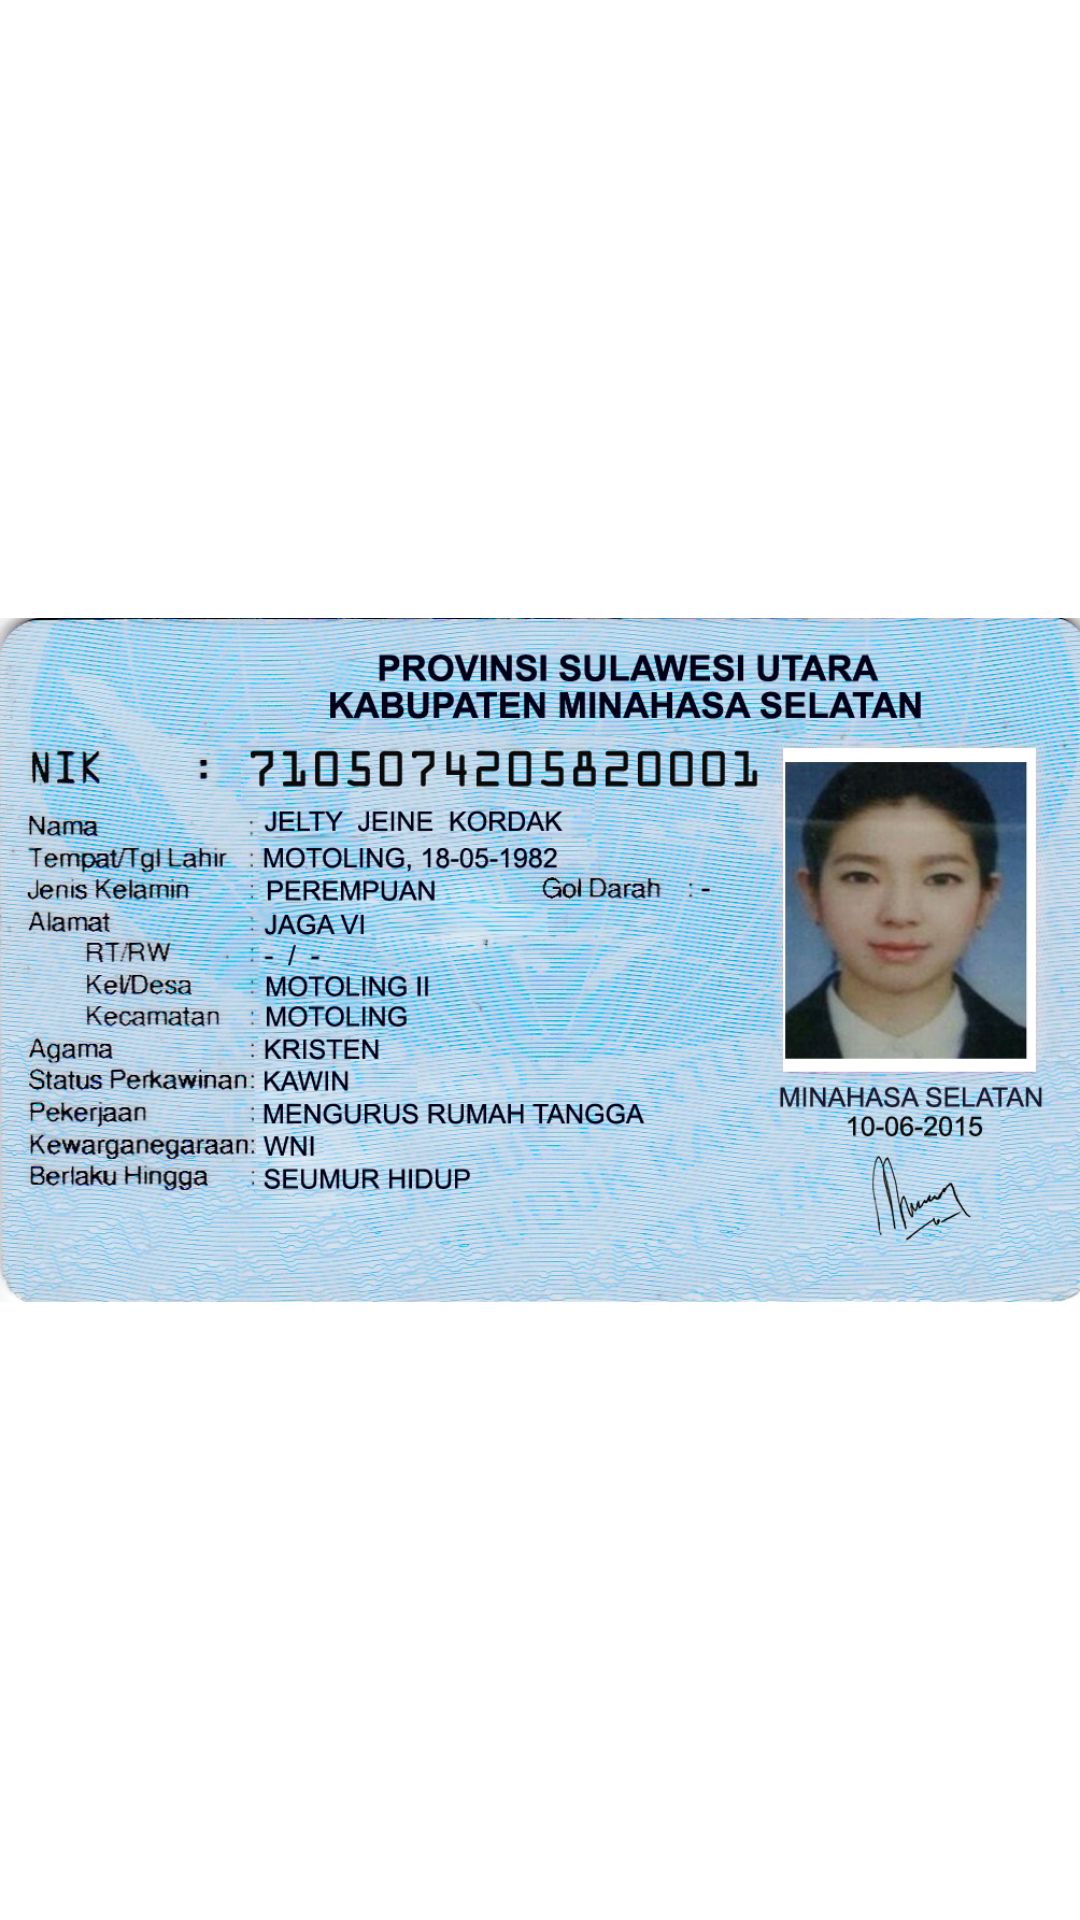 PROVINSI SULAWESI UTARA
KABUPATEN MINAHASA SELATAN
NIK : 7105074205820001
Nama : JELTY JEINE KORDAK
Tempat/Tgl Lahir : MOTOLING, 18-05-1982
Jenis Kelamin : PEREMPUAN Gol Darah : -
Alamat : JAGA VI
RT/RW : - / -
Kel/Desa : MOTOLING II
Kecamatan : MOTOLING
Agama : KRISTEN
Status Perkawinan: KAWIN
Pekerjaan : MENGURUS RUMAH TANGGA
Kewarganegaraan: WNI
Berlaku Hingga : SEUMUR HIDUP
MINAHASA SELATAN
10-06-2015